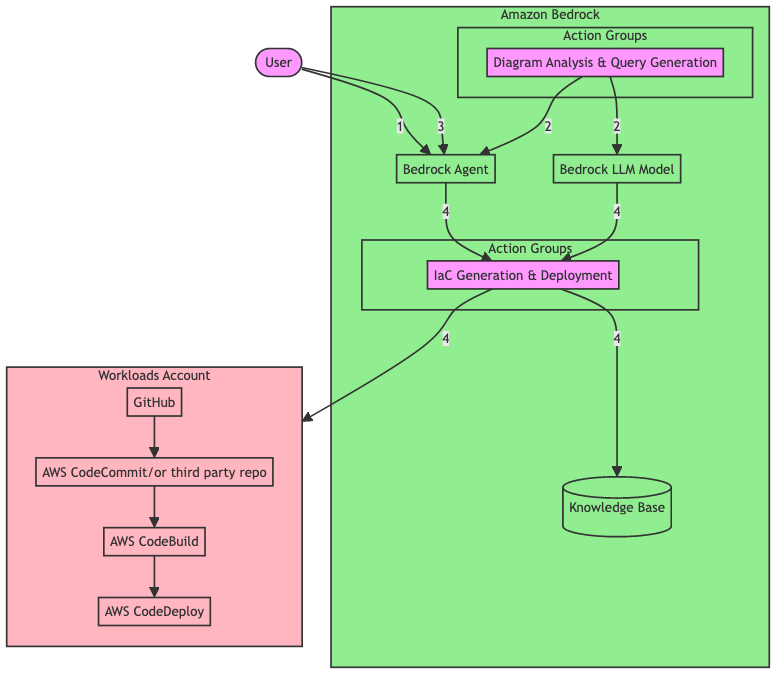 Amazon Bedrock
Action Groups
User
Diagram Analysis & Query Generation
1
3
2
2
Bedrock Agent
Bedrock LLM Model
4
4
Action Groups
IaC Generation & Deployment
4
4
Workloads Account
GitHub
AWS CodeCommit/or third party repo
Knowledge Base
AWS CodeBuild
AWS CodeDeploy